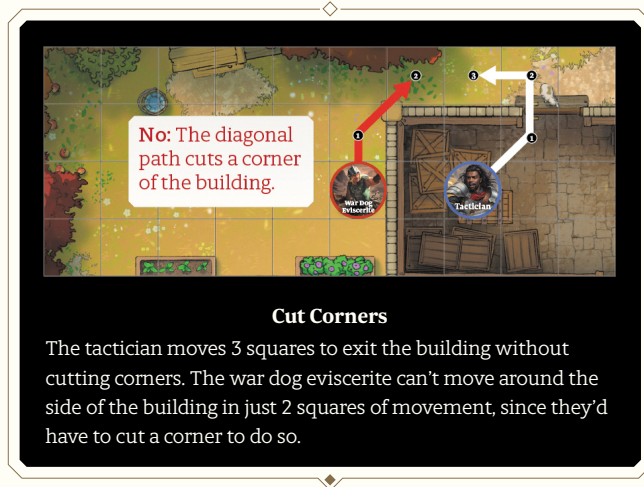 2
3
2
No: The diagonal
path cuts a corner
of the building.
1
1
War Dog
Eviscerite
Tactician
Cut Corners
The tactician moves 3 squares to exit the building without
cutting corners. The war dog eviscerite can’t move around the
side of the building in just 2 squares of movement, since they’d
have to cut a corner to do so.